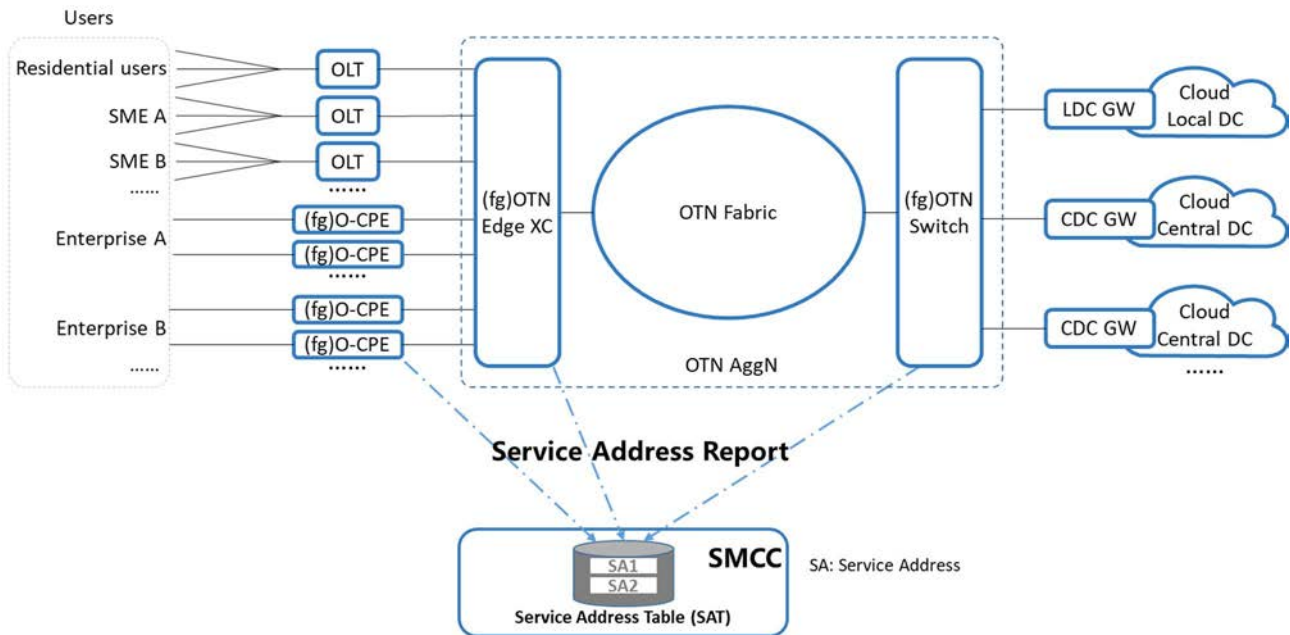 Users
Residential users
SME A
SME B
......
Enterprise A
Enterprise B
......
OLT
OLT
OLT
......
(fg)O-CPE
(fg)O-CPE
......
(fg)O-CPE
(fg)O-CPE
......
(fg)OTN
Edge XC
OTN Fabric
(fg)OTN
Switch
OTN AggN
LDC GW
Cloud
Local DC
CDC GW
Cloud
Central DC
CDC GW
Cloud
Central DC
......
Service Address Report
SMCC
SA1
SA2
Service Address Table (SAT)
SA: Service Address